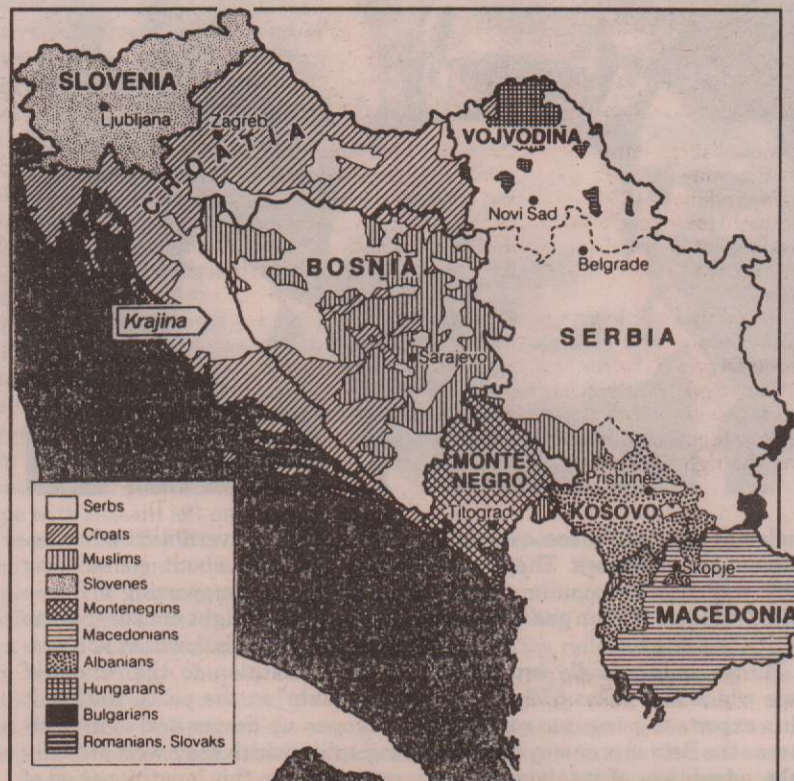 SLOVENIA
Ljubljana
Zagreb
CROATIA
VOJVODINA
Novi Sad
Belgrade
BOSNIA
Krajina
Sarajevo
SERBIA
MONTE
NEGRO
Titograd
Prishtine
KOSOVO
Skopje
MACEDONIA
Serbs
Croats
Muslims
Slovenes
Montenegrins
Macedonians
Albanians
Hungarians
Bulgarians
Romanians, Slovaks